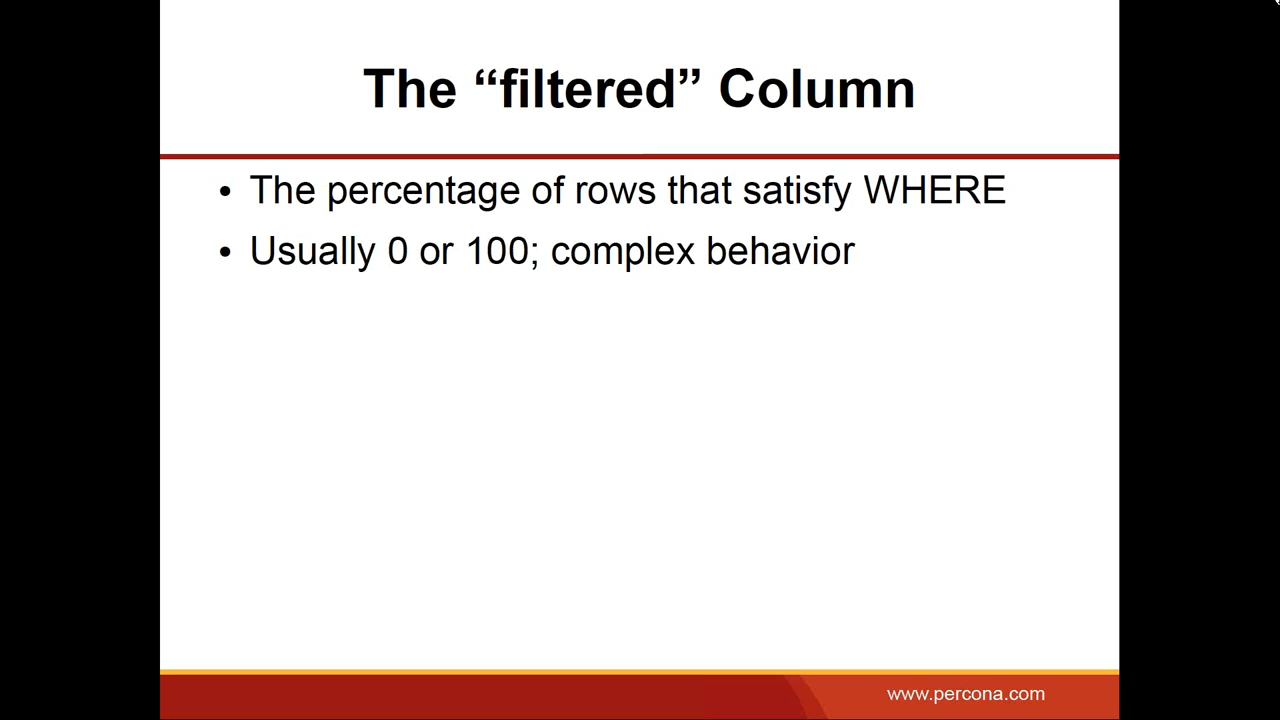 The “filtered” Column
• The percentage of rows that satisfy WHERE
• Usually 0 or 100; complex behavior
www.percona.com